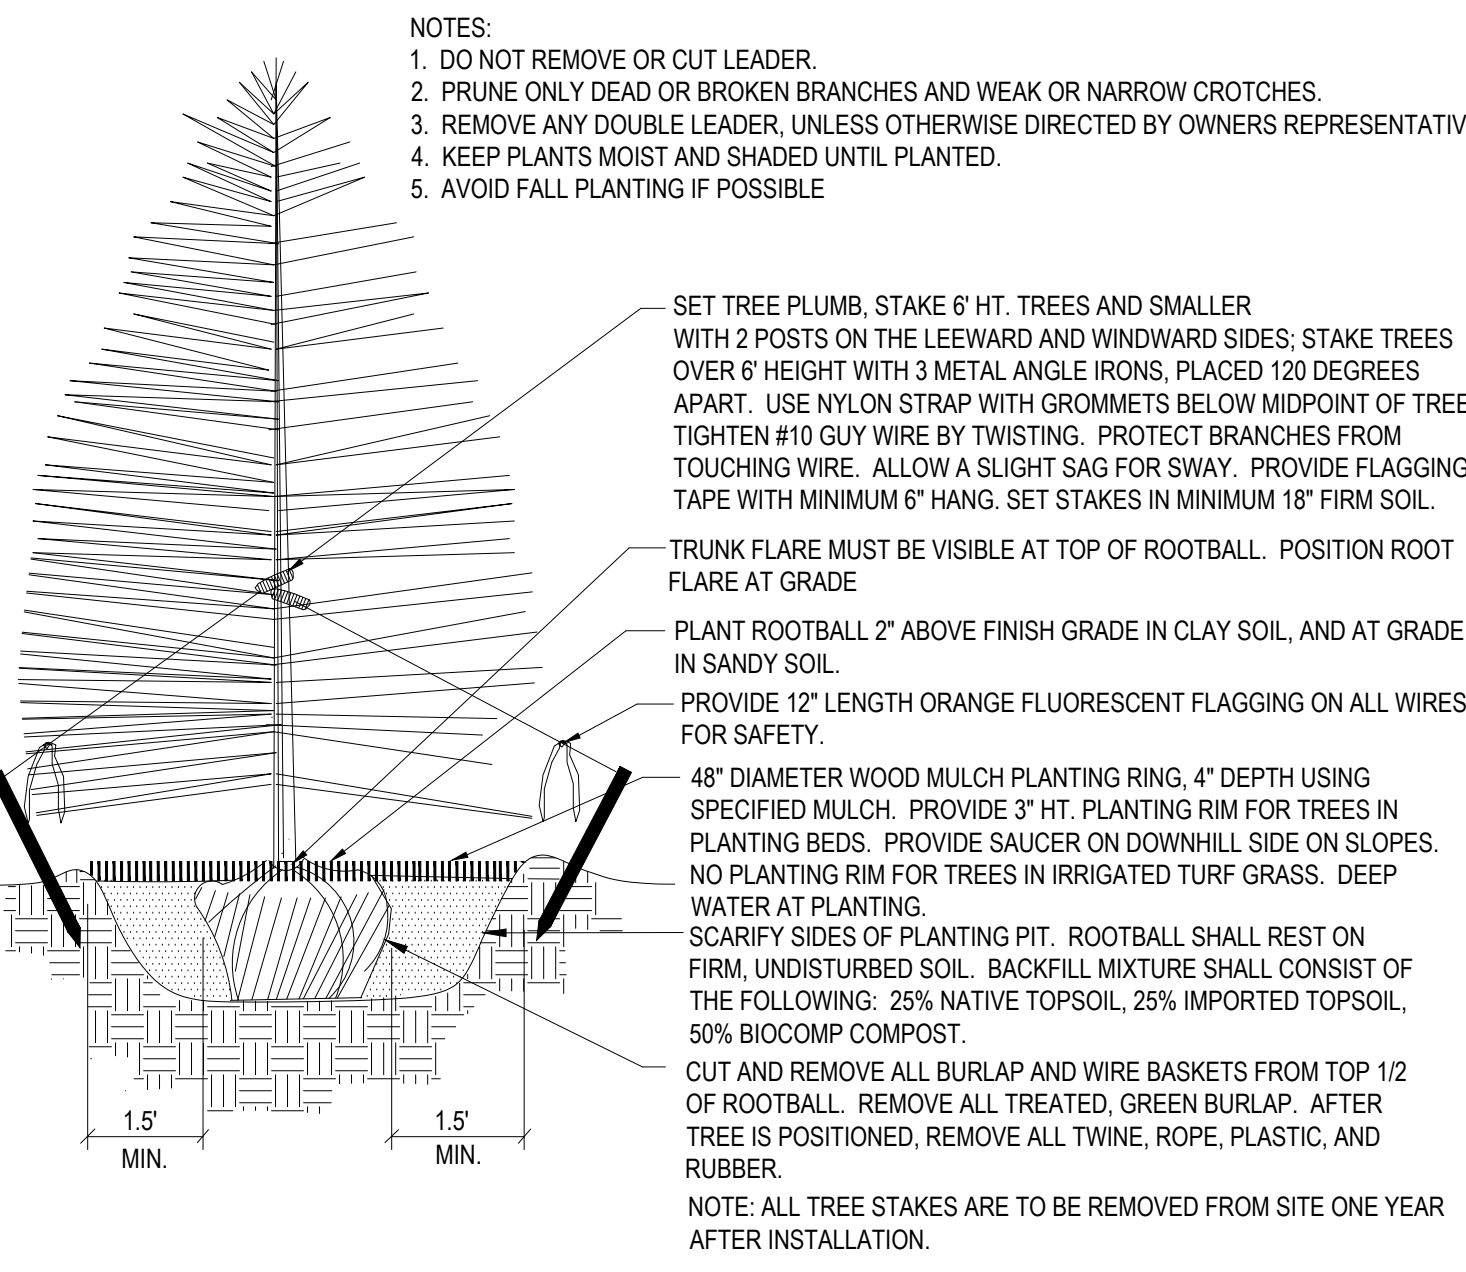 NOTES:
1. DO NOT REMOVE OR CUT LEADER.
2. PRUNE ONLY DEAD OR BROKEN BRANCHES AND WEAK OR NARROW CROTCHES.
3. REMOVE ANY DOUBLE LEADER, UNLESS OTHERWISE DIRECTED BY OWNERS REPRESENTATIV
4. KEEP PLANTS MOIST AND SHADED UNTIL PLANTED.
5. AVOID FALL PLANTING IF POSSIBLE
SET TREE PLUMB, STAKE 6' HT. TREES AND SMALLER
WITH 2 POSTS ON THE LEEWARD AND WINDWARD SIDES; STAKE TREES
OVER 6' HEIGHT WITH 3 METAL ANGLE IRONS, PLACED 120 DEGREES
APART. USE NYLON STRAP WITH GROMMETS BELOW MIDPOINT OF TREE
TIGHTEN #10 GUY WIRE BY TWISTING. PROTECT BRANCHES FROM
TOUCHING WIRE. ALLOW A SLIGHT SAG FOR SWAY. PROVIDE FLAGGING
TAPE WITH MINIMUM 6" HANG. SET STAKES IN MINIMUM 18" FIRM SOIL.
TRUNK FLARE MUST BE VISIBLE AT TOP OF ROOTBALL. POSITION ROOT
FLARE AT GRADE
PLANT ROOTBALL 2" ABOVE FINISH GRADE IN CLAY SOIL, AND AT GRADE
IN SANDY SOIL.
PROVIDE 12" LENGTH ORANGE FLUORESCENT FLAGGING ON ALL WIRES
FOR SAFETY.
48" DIAMETER WOOD MULCH PLANTING RING, 4" DEPTH USING
SPECIFIED MULCH. PROVIDE 3" HT. PLANTING RIM FOR TREES IN
PLANTING BEDS. PROVIDE SAUCER ON DOWNHILL SIDE ON SLOPES.
NO PLANTING RIM FOR TREES IN IRRIGATED TURF GRASS. DEEP
WATER AT PLANTING.
SCARIFY SIDES OF PLANTING PIT. ROOTBALL SHALL REST ON
FIRM, UNDISTURBED SOIL. BACKFILL MIXTURE SHALL CONSIST OF
THE FOLLOWING: 25% NATIVE TOPSOIL, 25% IMPORTED TOPSOIL,
50% BIOCOMP COMPOST.
CUT AND REMOVE ALL BURLAP AND WIRE BASKETS FROM TOP 1/2
OF ROOTBALL. REMOVE ALL TREATED, GREEN BURLAP. AFTER
TREE IS POSITIONED, REMOVE ALL TWINE, ROPE, PLASTIC, AND
RUBBER.
NOTE: ALL TREE STAKES ARE TO BE REMOVED FROM SITE ONE YEAR
AFTER INSTALLATION.
1.5'
MIN.
1.5'
MIN.